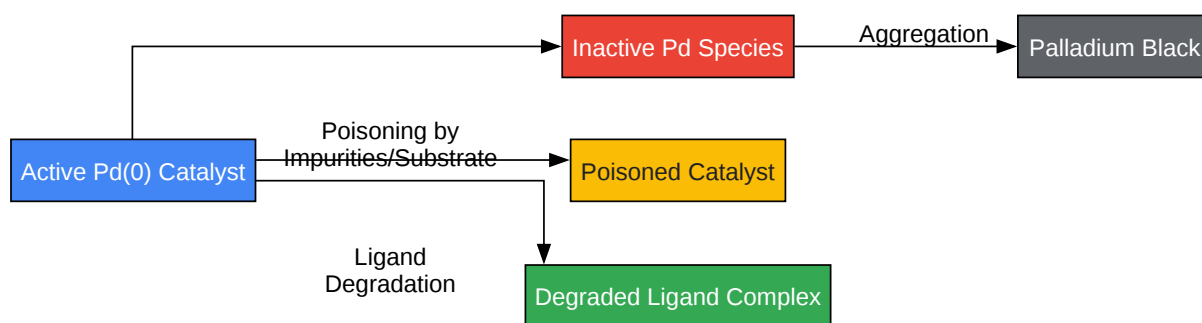 Inactive Pd Species
Aggregation
Palladium Black
Active Pd(0) Catalyst
Poisoning by
Impurities/Substrate
Poisoned Catalyst
Ligand
Degradation
Degraded Ligand Complex